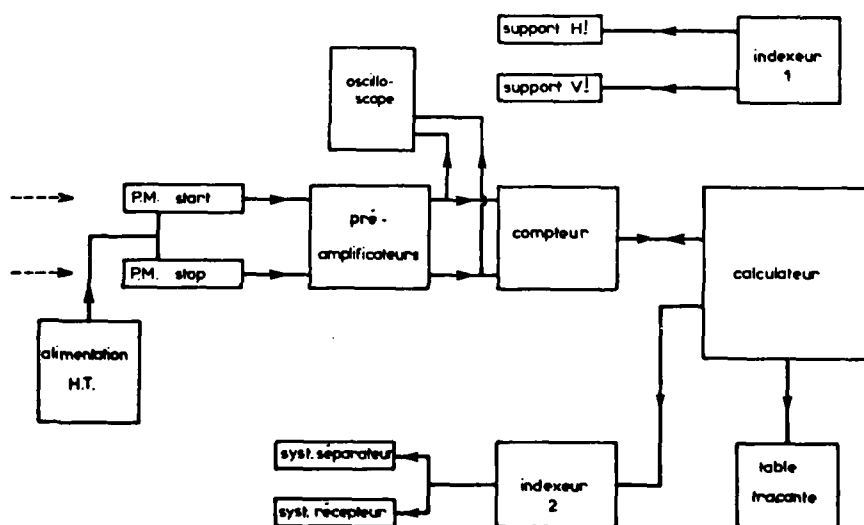 support H!
support V!
indexeur
1
oscillo-
scope
P.M. start
P.M. stop
pré-
amplificateurs
compteur
calculateur
alimentation
H.T.
syst. séparateur
syst. récepteur
indexeur
2
table
traçante